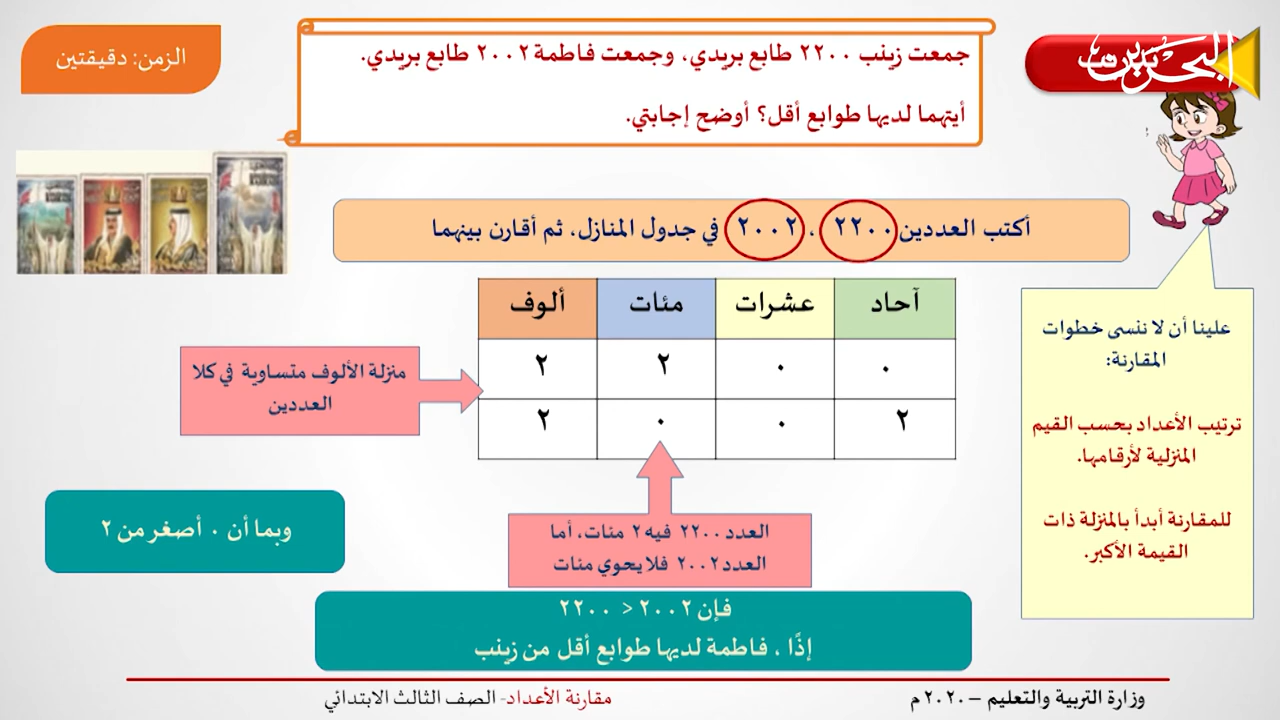 الزمن: دقيقتين
جمعت زينب ٢٢٠٠ طابع بريدي، وجمعت فاطمة ٢٠٠٢ طابع بريدي.
أيتهما لديها طوابع أقل؟ أوضح إجابتي.
أكتب العددين ٢٢٠٠ ، ٢٠٠٢ في جدول المنازل، ثم أقارن بينهما
آحاد عشرات مئات ألوف
٠ ٠ ٢ ٢
٢ ٠ ٠ ٢
علينا أن لا ننسى خطوات
المقارنة:
ترتيب الأعداد بحسب القيم
المنزلية لأرقامها.
للمقارنة أبدأ بالمنزلة ذات
القيمة الأكبر.
منزلة الألوف متساوية في كلا
العددين
العدد ٢٢٠٠ فيه ٢ مئات، أما
العدد ٢٠٠٢ فلا يحوي مئات
وبما أن ٠ أصغر من ٢
فإن ٢٠٠٢ < ٢٢٠٠
إذًا ، فاطمة لديها طوابع أقل من زينب
وزارة التربية والتعليم – ٢٠٢٠م
مقارنة الأعداد- الصف الثالث الابتدائي